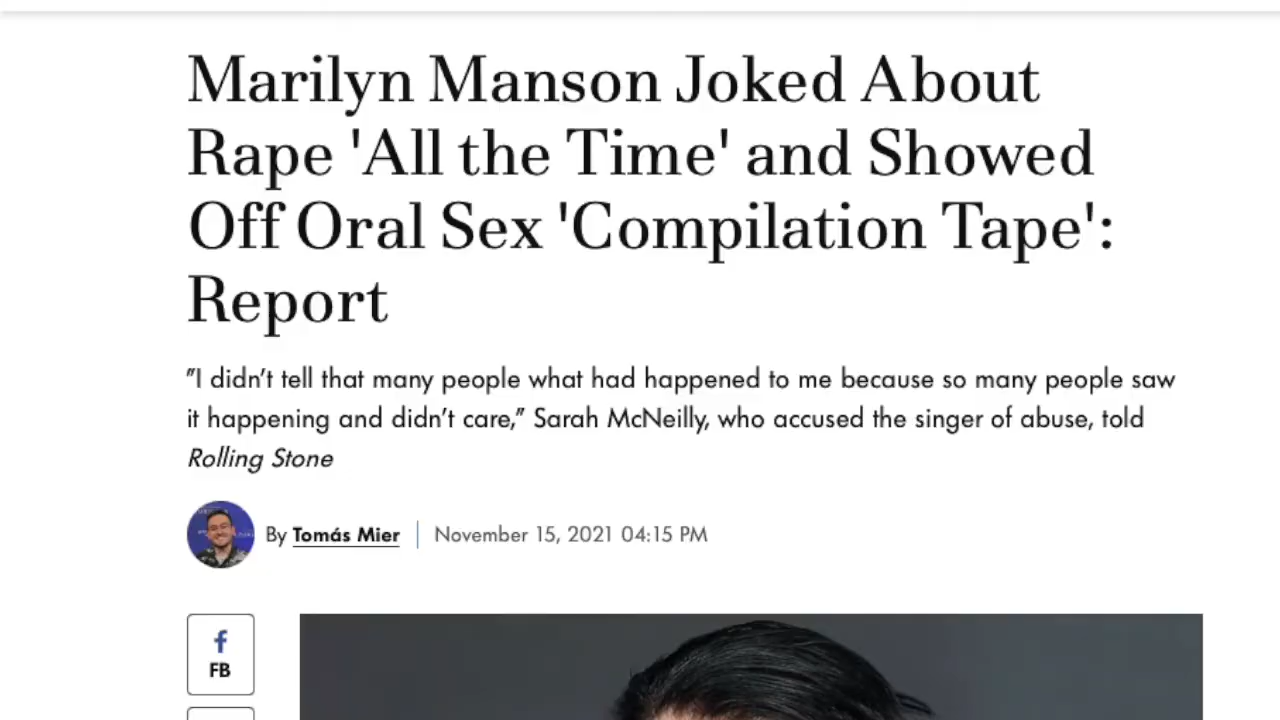 Marilyn Manson Joked About
Rape 'All the Time' and Showed
Off Oral Sex 'Compilation Tape':
Report
"I didn't tell that many people what had happened to me because so many people saw
it happening and didn't care," Sarah McNeilly, who accused the singer of abuse, told
Rolling Stone
By Tomás Mier | November 15, 2021 04:15 PM
f
FB